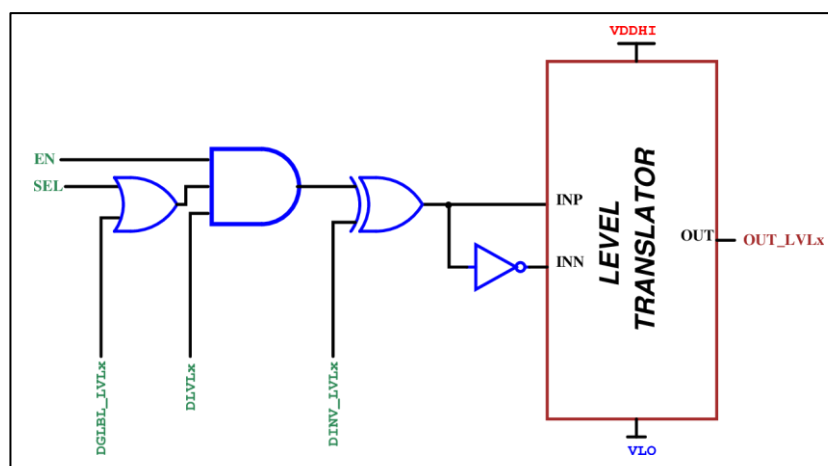 VDDHI
EN
SEL
INP
INN
LEVEL
TRANSLATOR
OUT
OUT_LVLx
DGLBL_LVLx
DLVLx
DINV_LVLx
VLO